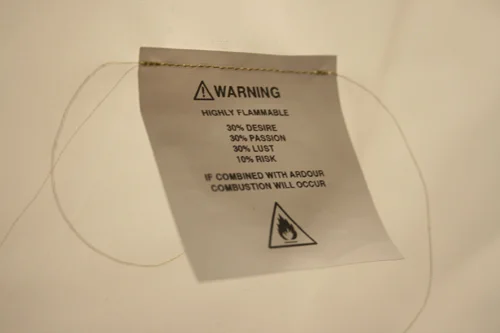 WARNING
HIGHLY FLAMMABLE
30% DESIRE
30% PASSION
30% LUST
10% RISK
IF COMBINED WITH ARDOUR
COMBUSTION WILL OCCUR